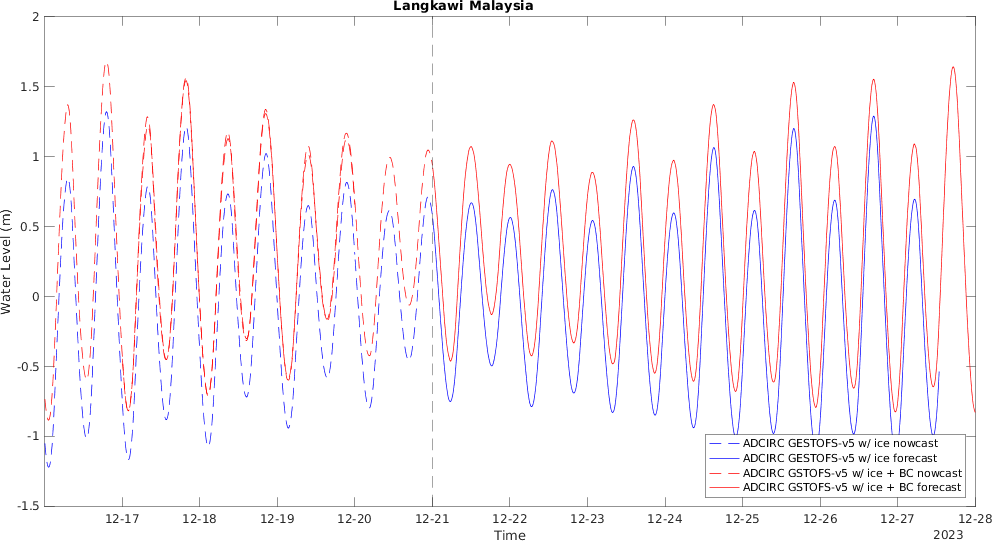 Langkawi Malaysia
2
1.5
1
0.5
0
-0.5
-1
-1.5
Water Level (m)
ADCIRC GESTOFS-v5 w/ ice nowcast
ADCIRC GESTOFS-v5 w/ ice forecast
ADCIRC GSTOFS-v5 w/ ice + BC nowcast
ADCIRC GSTOFS-v5 w/ ice + BC forecast
12-17 12-18 12-19 12-20 12-21 12-22 12-23 12-24 12-25 12-26 12-27 12-28
Time
2023